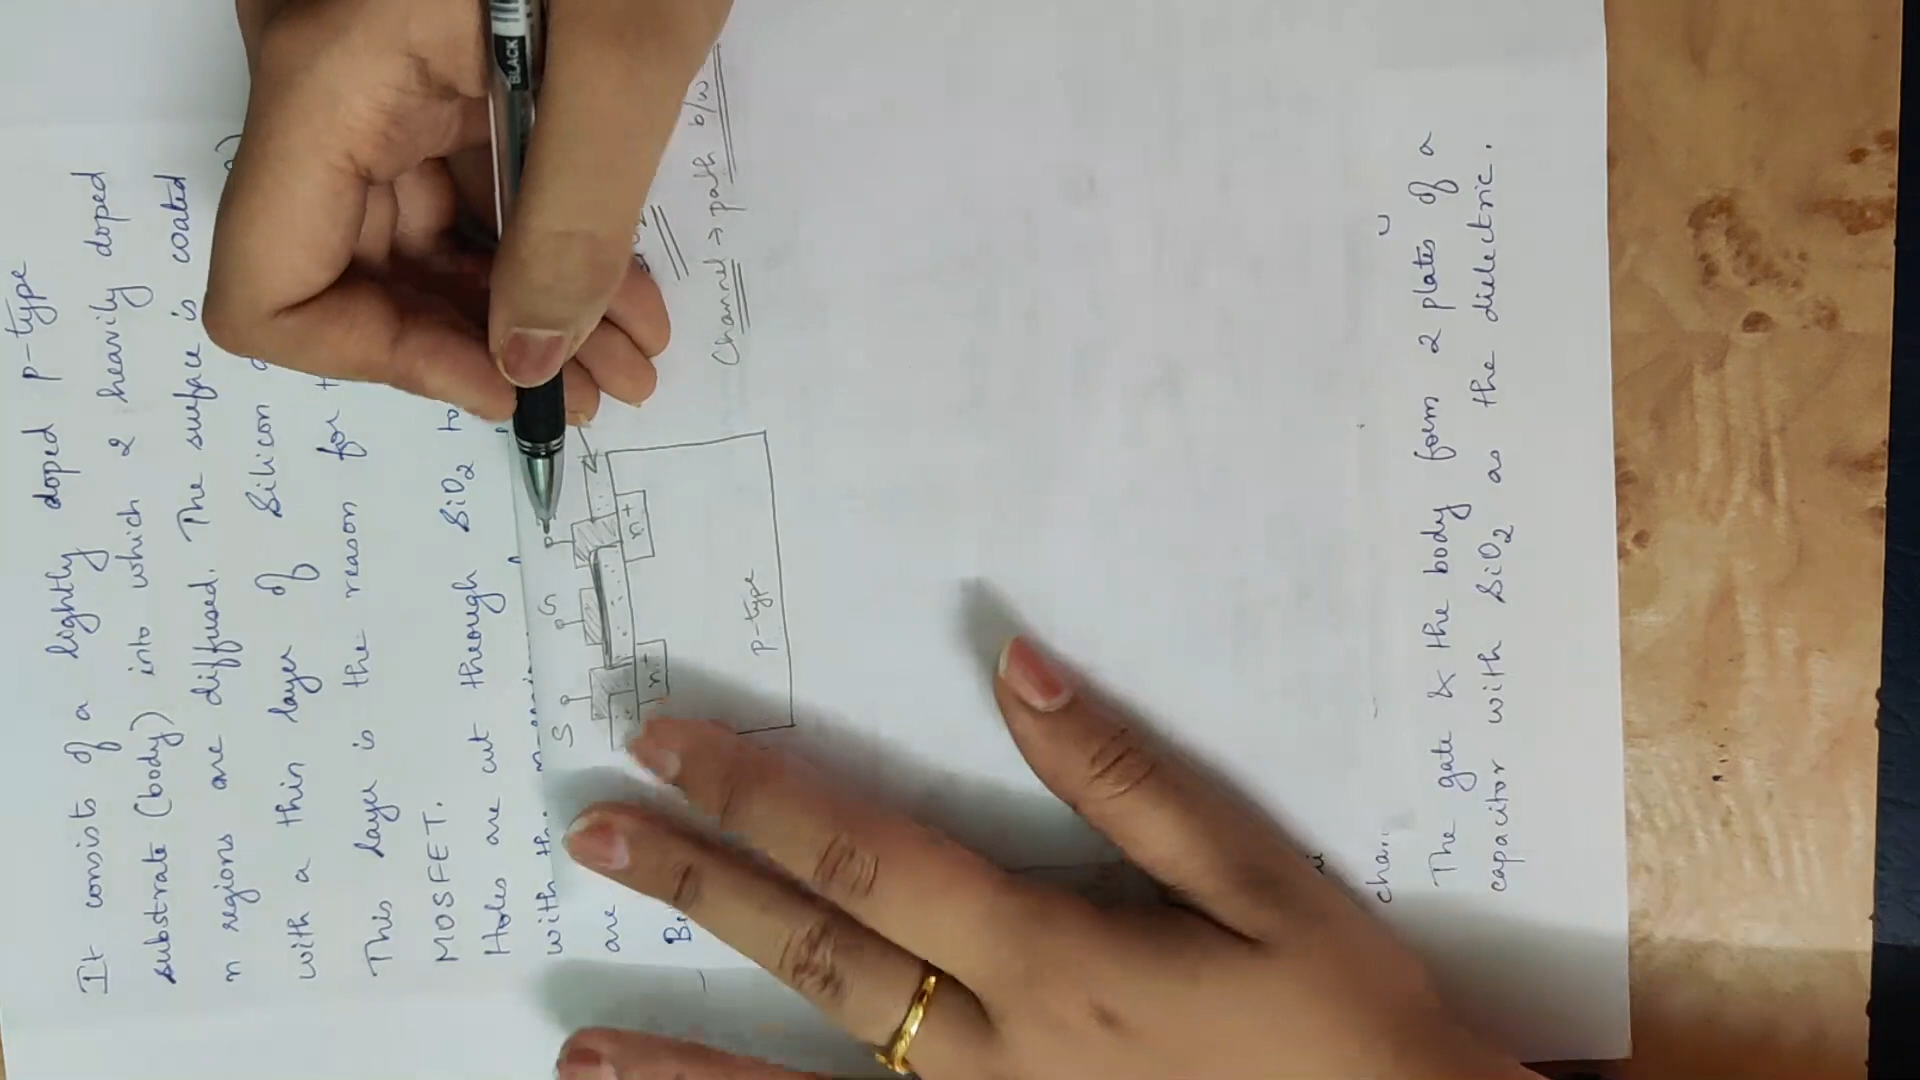 It consists of a lightly doped p-type
substrate (body) into which 2 heavily doped
n regions are diffused. The surface is coated
with a thin layer of Silicon
This layer is the reason for
MOSFET.
Holes are cut through SiO2 to
with
are
S
G
n+
n+
p-type
Channel → path b/w
The gate & the body form 2 plates of a
capacitor with SiO2 as the dielectric.
BLACK